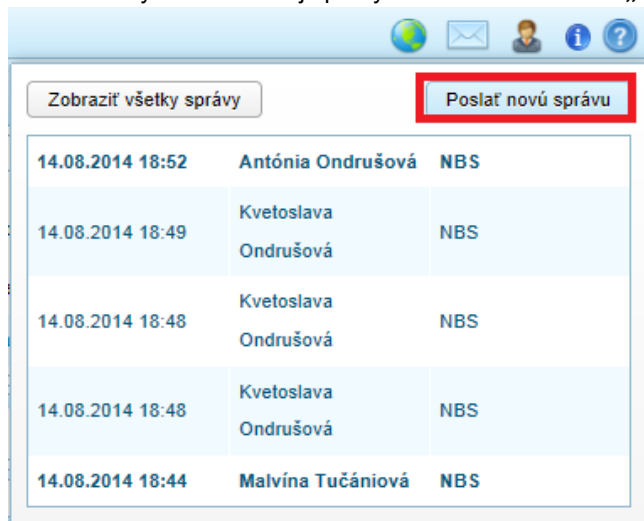 Zobraziť všetky správy Poslať novú správu
14.08.2014 18:52 Antónia Ondrušová NBS
14.08.2014 18:49 Kvetoslava Ondrušová NBS
14.08.2014 18:48 Kvetoslava Ondrušová NBS
14.08.2014 18:48 Kvetoslava Ondrušová NBS
14.08.2014 18:44 Malvína Tučániová NBS